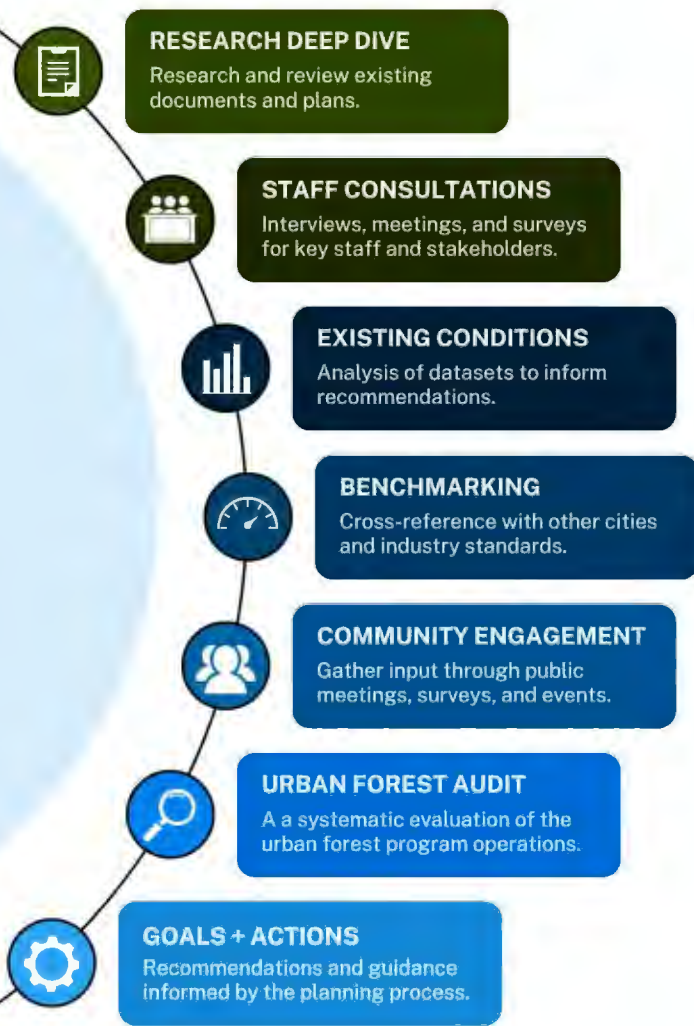 RESEARCH DEEP DIVE
Research and review existing
documents and plans.
STAFF CONSULTATIONS
Interviews, meetings, and surveys
for key staff and stakeholders.
EXISTING CONDITIONS
Analysis of datasets to inform
recommendations.
BENCHMARKING
Cross-reference with other cities
and industry standards.
COMMUNITY ENGAGEMENT
Gather input through public
meetings, surveys, and events.
URBAN FOREST AUDIT
A a systematic evaluation of the
urban forest program operations.
GOALS + ACTIONS
Recommendations and guidance
informed by the planning process.